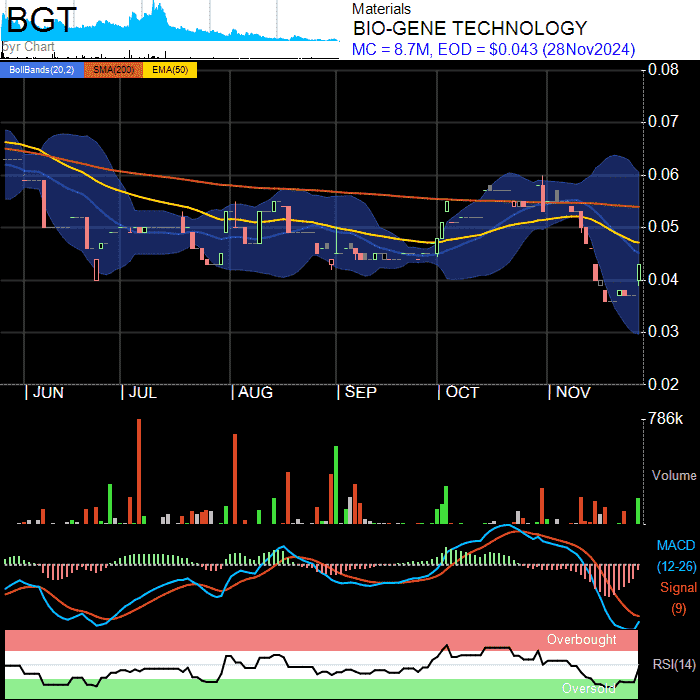 BGT
5yr Chart
Materials
BIO-GENE TECHNOLOGY
MC = 8.7M, EOD = $0.043 (28Nov2024)
BollBands(20,2) SMA(200) EMA(50)
0.08
0.07
0.06
0.05
0.04
0.03
0.02
JUN JUL AUG SEP OCT NOV
786k
Volume
MACD
(12-26)
Signal
(9)
Overbought
RSI(14)
Oversold